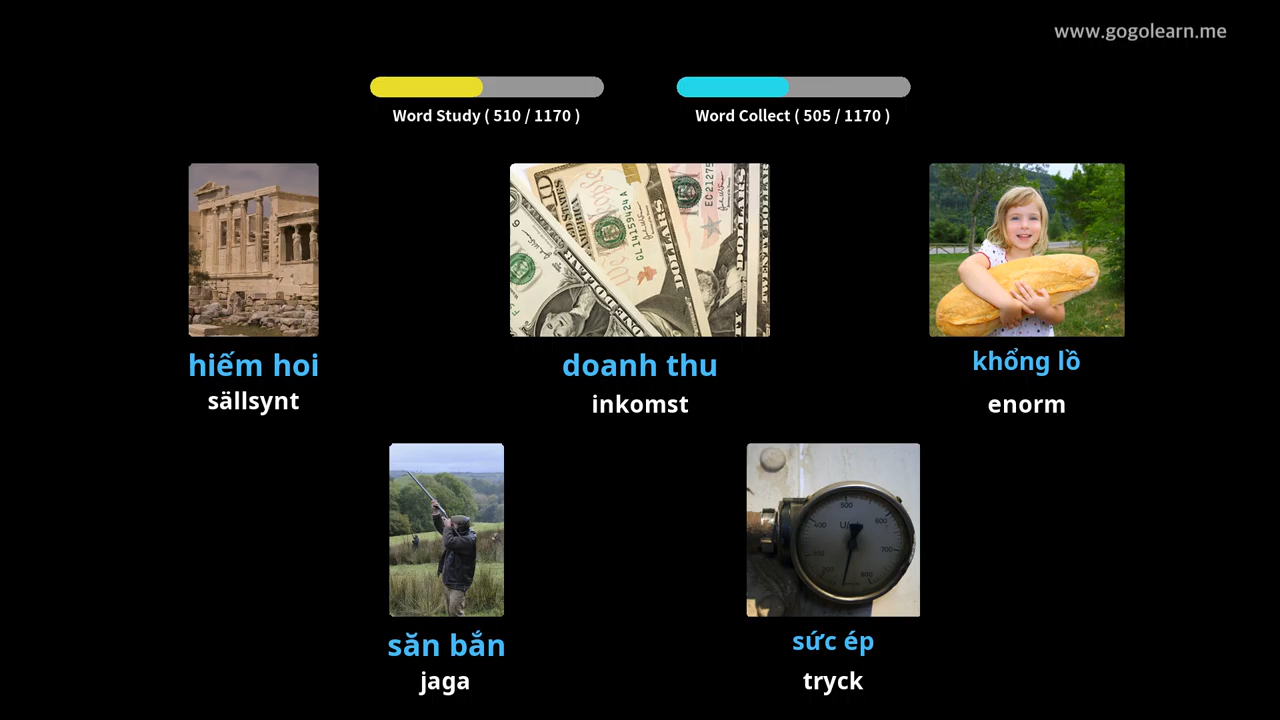 www.gogolearn.me
Word Study ( 510 / 1170 )
Word Collect ( 505 / 1170 )
hiếm hoi
sällsynt
doanh thu
inkomst
khổng lồ
enorm
săn bắn
jaga
sức ép
tryck